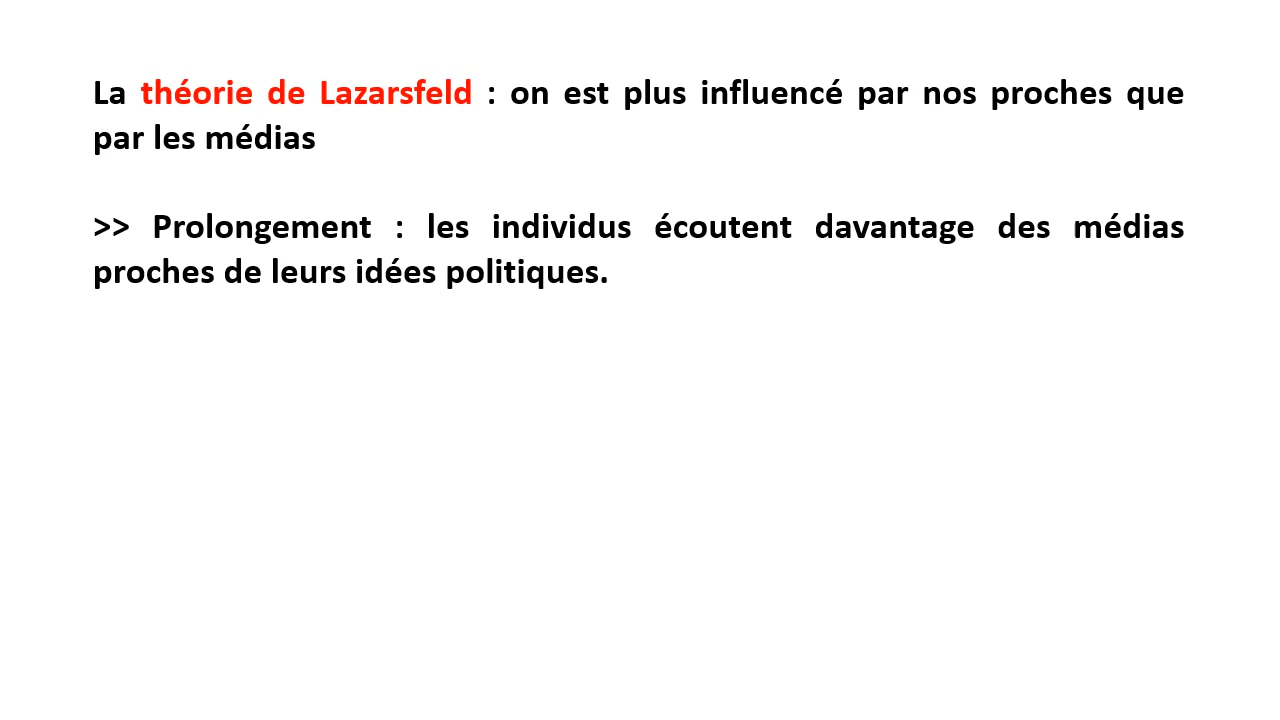 La théorie de Lazarsfeld : on est plus influencé par nos proches que
par les médias
>> Prolongement : les individus écoutent davantage des médias
proches de leurs idées politiques.